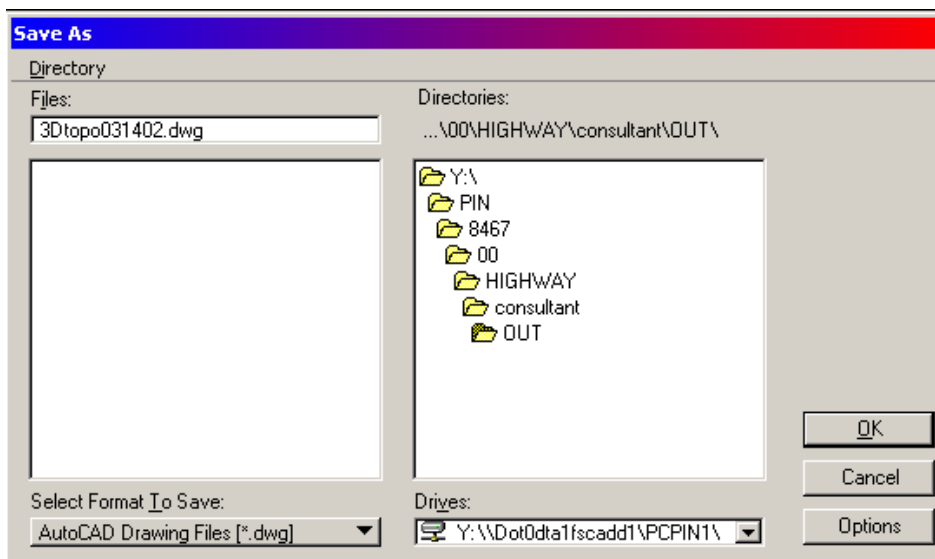 Save As
Directory
Files:
3Dtopo031402.dwg
Directories:
...\00\HIGHWAY\consultant\OUT\
Y:\
PIN
8467
00
HIGHWAY
consultant
OUT
OK
Cancel
Options
Select Format To Save:
AutoCAD Drawing Files [*.dwg]
Drives:
Y: \\Dot0dta1fscadd1\PCPIN1\